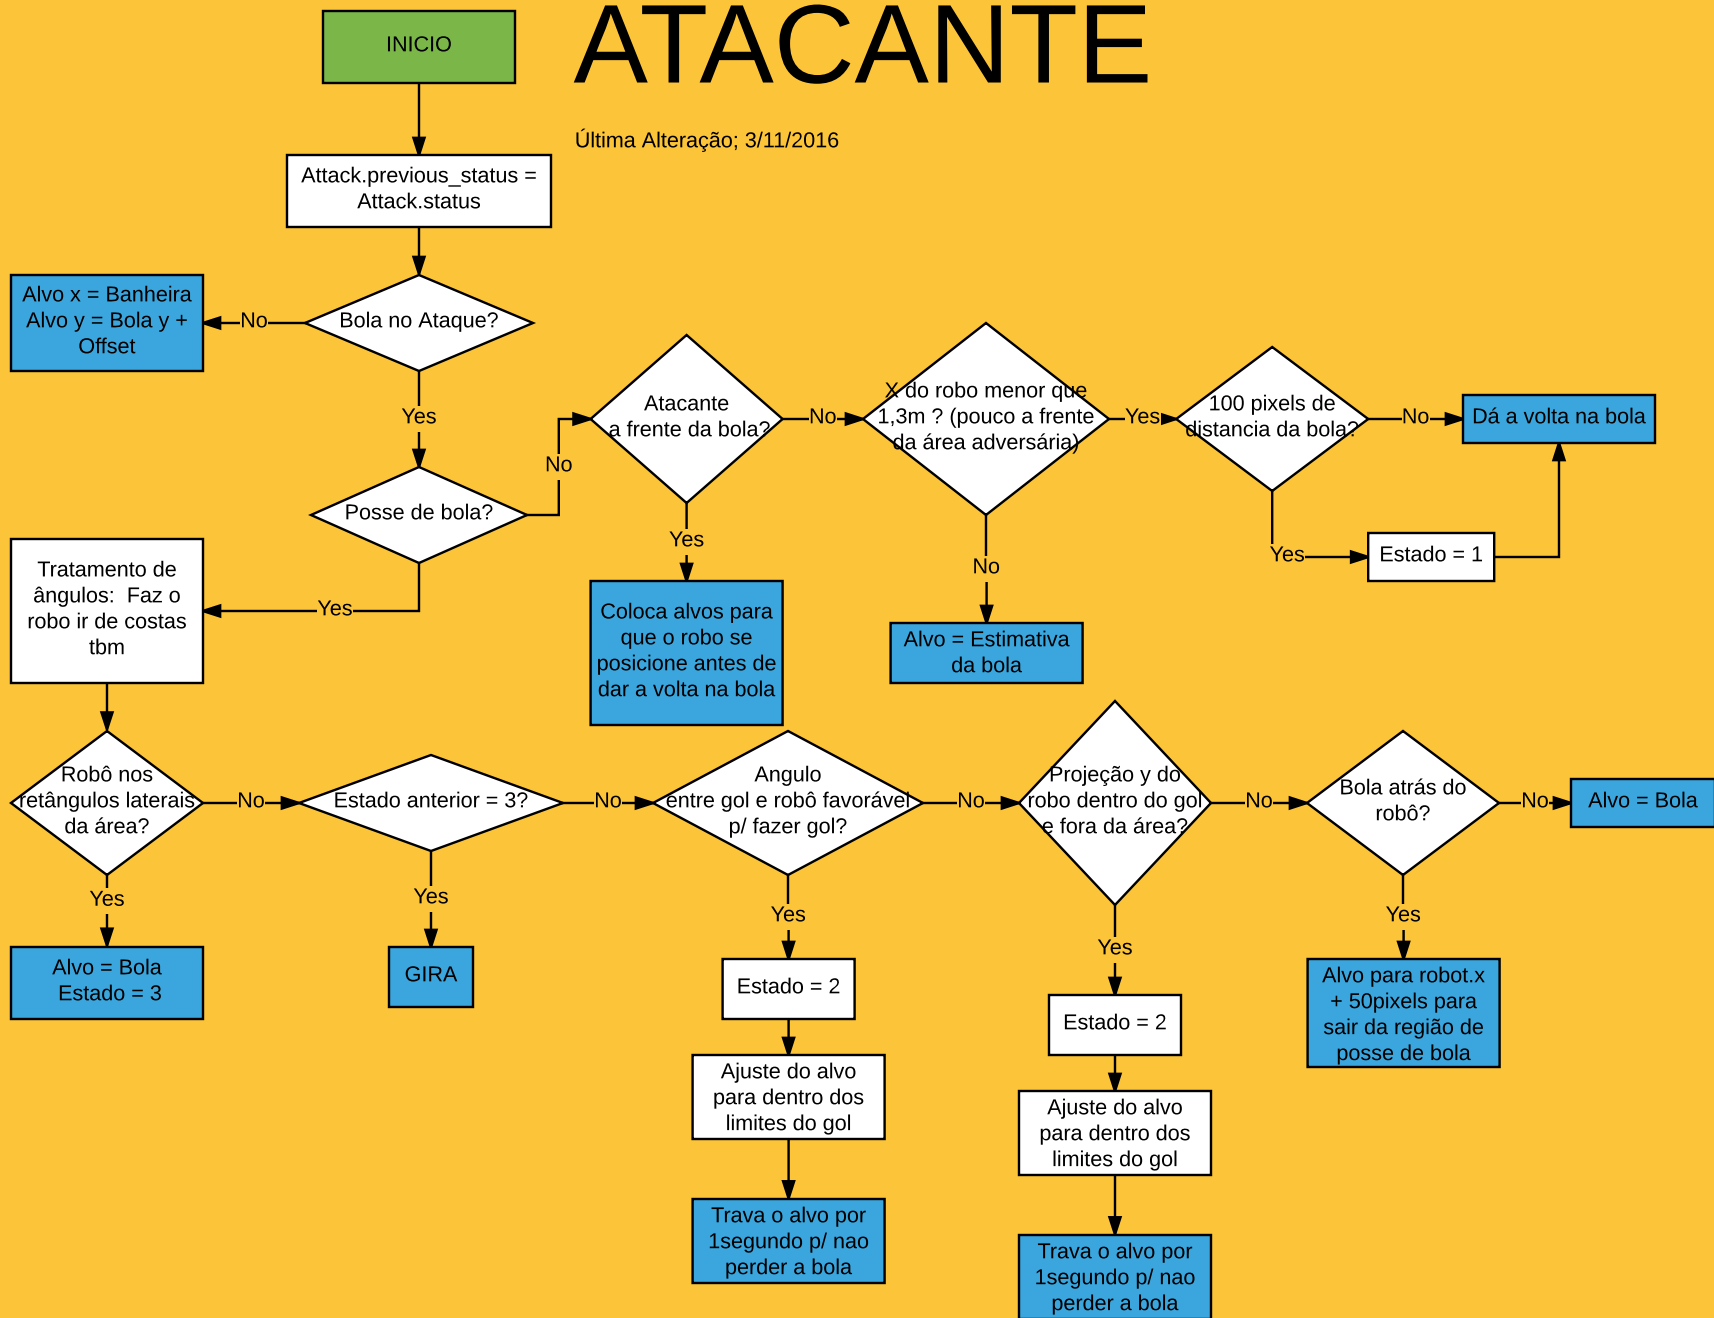 ATACANTE
INICIO
Última Alteração; 3/11/2016
Attack.previous_status =
Attack.status
Alvo x = Banheira
Alvo y = Bola y +
Offset
No
Bola no Ataque?
Yes
Posse de bola?
No
Atacante
a frente da bola?
No
X do robo menor que
1,3m ? (pouco a frente
da área adversária)
Yes
100 pixels de
distancia da bola?
No
Dá a volta na bola
Yes
Estado = 1
Yes
Coloca alvos para
que o robo se
posicione antes de
dar a volta na bola
No
Alvo = Estimativa
da bola
Yes
Tratamento de
ângulos:  Faz o
robo ir de costas
tbm
Robô nos
retângulos laterais
da área?
No
Estado anterior = 3?
No
Angulo
entre gol e robô favorável
p/ fazer gol?
No
Projeção y do
robo dentro do gol
e fora da área?
No
Bola atrás do
robô?
No
Alvo = Bola
Yes
Alvo = Bola
Estado = 3
Yes
GIRA
Yes
Estado = 2
Ajuste do alvo
para dentro dos
limites do gol
Trava o alvo por
1segundo p/ nao
perder a bola
Yes
Estado = 2
Ajuste do alvo
para dentro dos
limites do gol
Trava o alvo por
1segundo p/ nao
perder a bola
Yes
Alvo para robot.x
+ 50pixels para
sair da região de
posse de bola